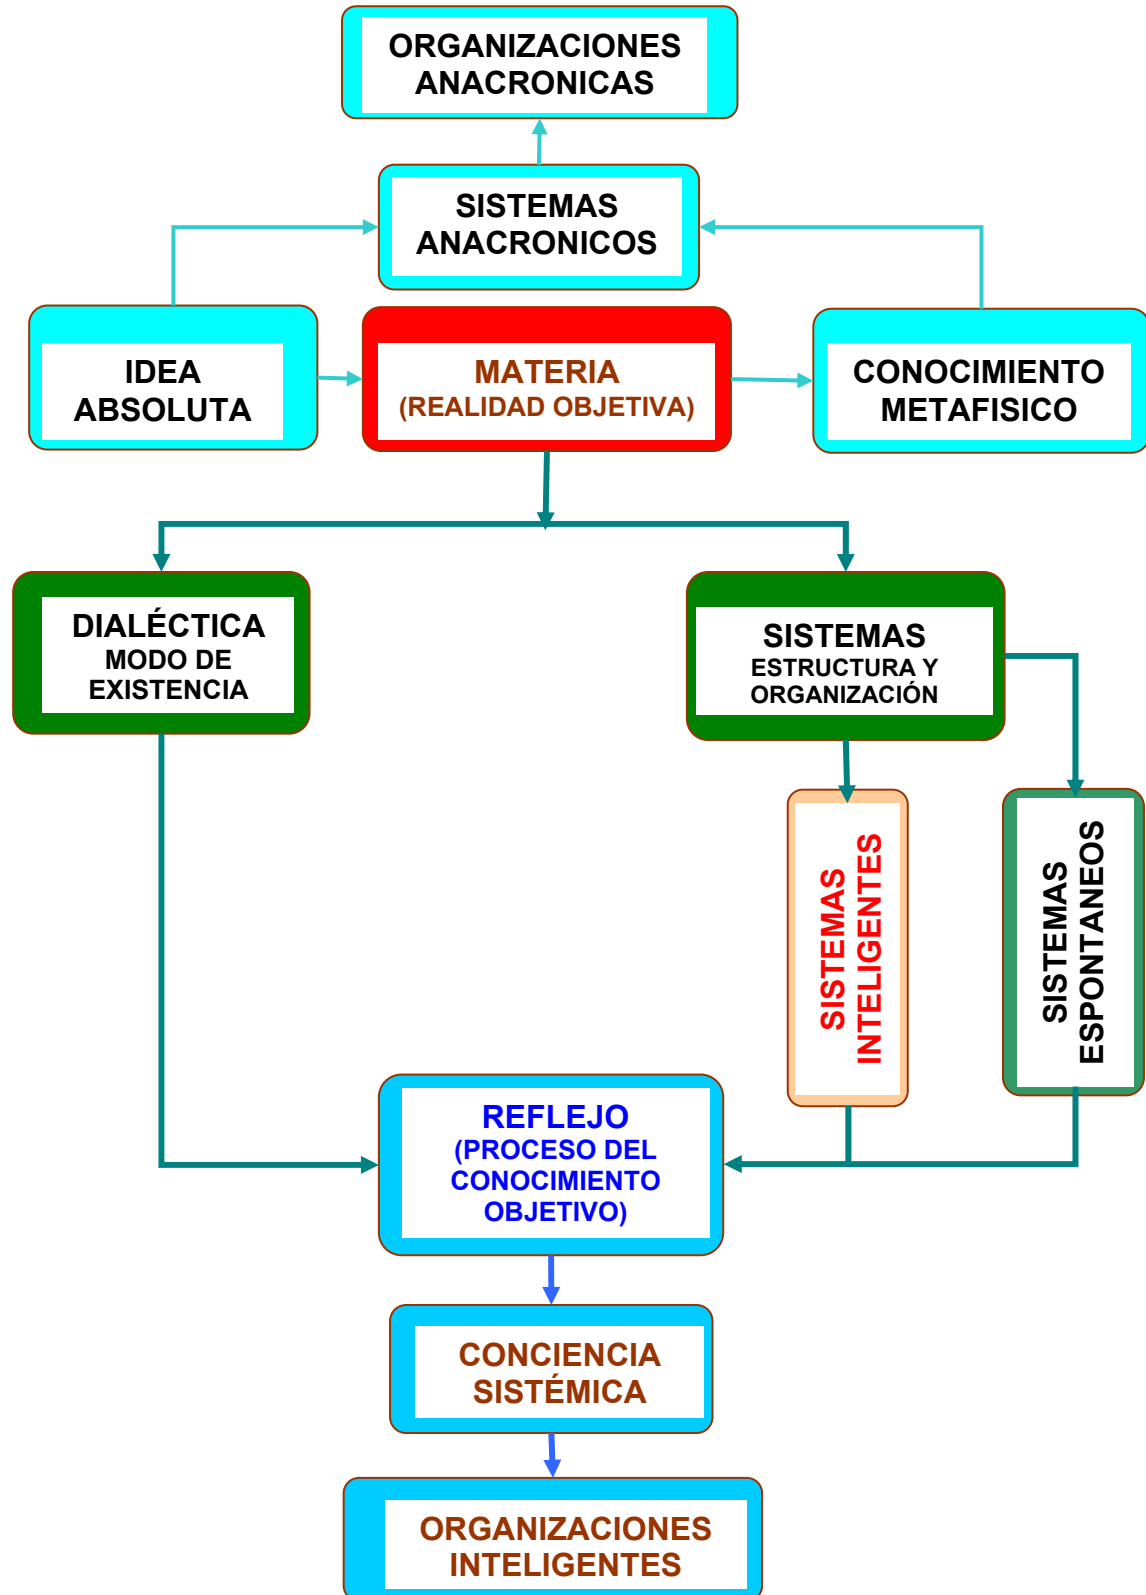 ORGANIZACIONES
ANACRONICAS
SISTEMAS
ANACRONICOS
IDEA
ABSOLUTA
MATERIA
(REALIDAD OBJETIVA)
CONOCIMIENTO
METAFISICO
DIALÉCTICA
MODO DE
EXISTENCIA
SISTEMAS
ESTRUCTURA Y
ORGANIZACIÓN
SISTEMAS
INTELIGENTES
SISTEMAS
ESPONTANEOS
REFLEJO
(PROCESO DEL
CONOCIMIENTO
OBJETIVO)
CONCIENCIA
SISTÉMICA
ORGANIZACIONES
INTELIGENTES